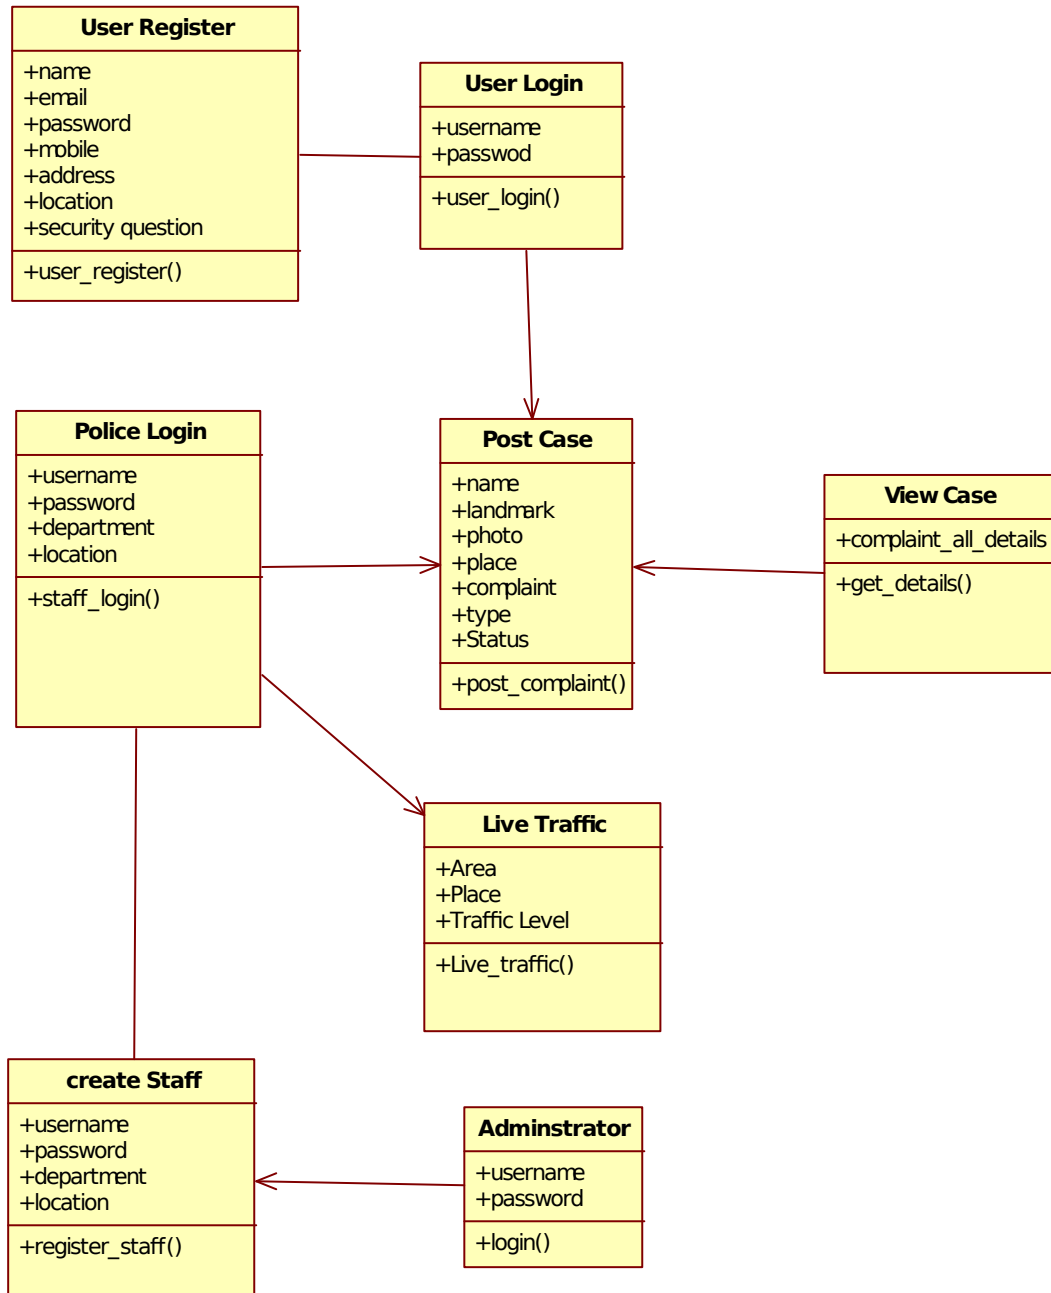 User Register
+name
+email
+password
+mobile
+address
+location
+security question
+user_register()
User Login
+username
+passwod
+user_login()
Police Login
+username
+password
+department
+location
+staff_login()
Post Case
+name
+landmark
+photo
+place
+complaint
+type
+Status
+post_complaint()
View Case
+complaint_all_details
+get_details()
Live Traffic
+Area
+Place
+Traffic Level
+Live_traffic()
create Staff
+username
+password
+department
+location
+register_staff()
Adminstrator
+username
+password
+login()